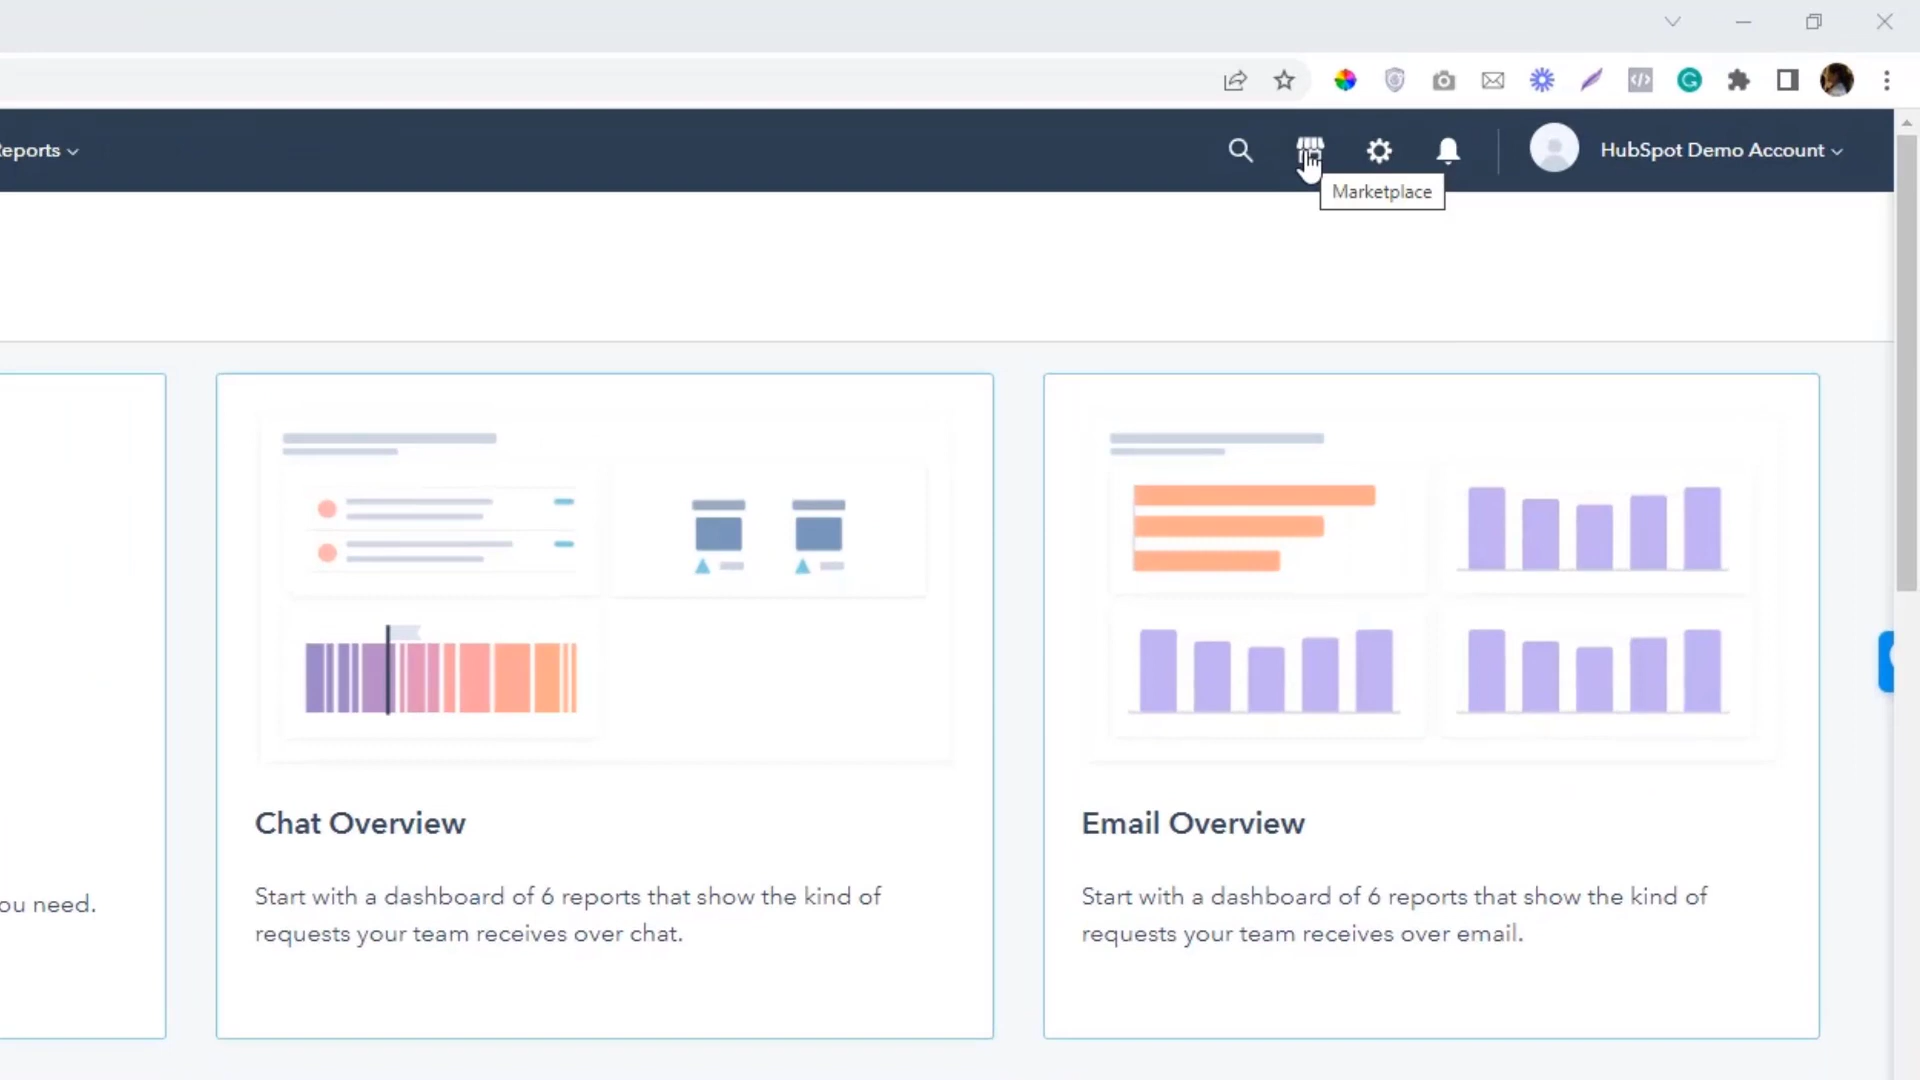 eports
HubSpot Demo Account
Marketplace
Chat Overview
Email Overview
ou need.
Start with a dashboard of 6 reports that show the kind of
requests your team receives over chat.
Start with a dashboard of 6 reports that show the kind of
requests your team receives over email.